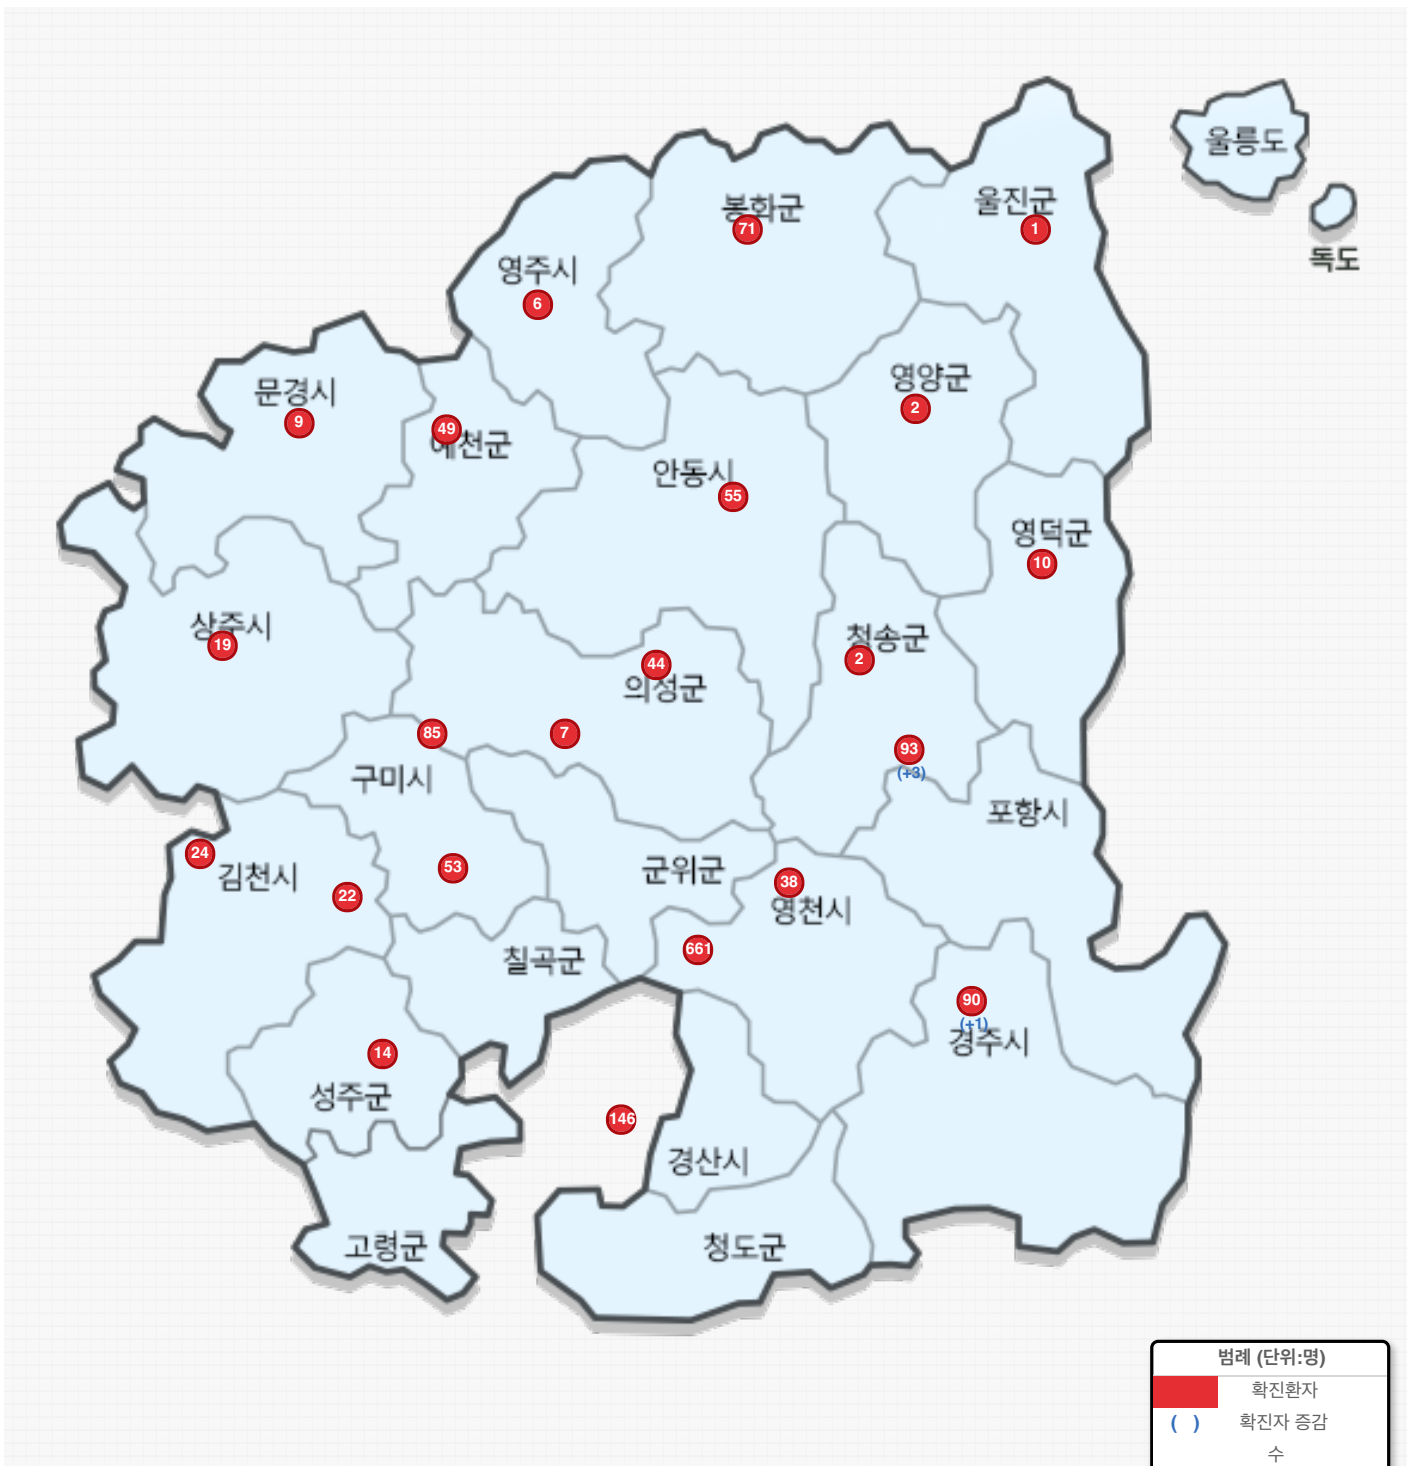 울릉도
독도
봉화군
71
울진군
1
영주시
6
문경시
9
49
예천군
영양군
2
안동시
55
영덕군
10
상주시
19
청송군
2
44
의성군
85
7
93
(+3)
구미시
포항시
24
김천시
22
53
군위군
38
영천시
661
칠곡군
90
(+1)
경주시
14
성주군
146
경산시
고령군
청도군
범례 (단위:명)
확진환자
( ) 확진자 증감
수